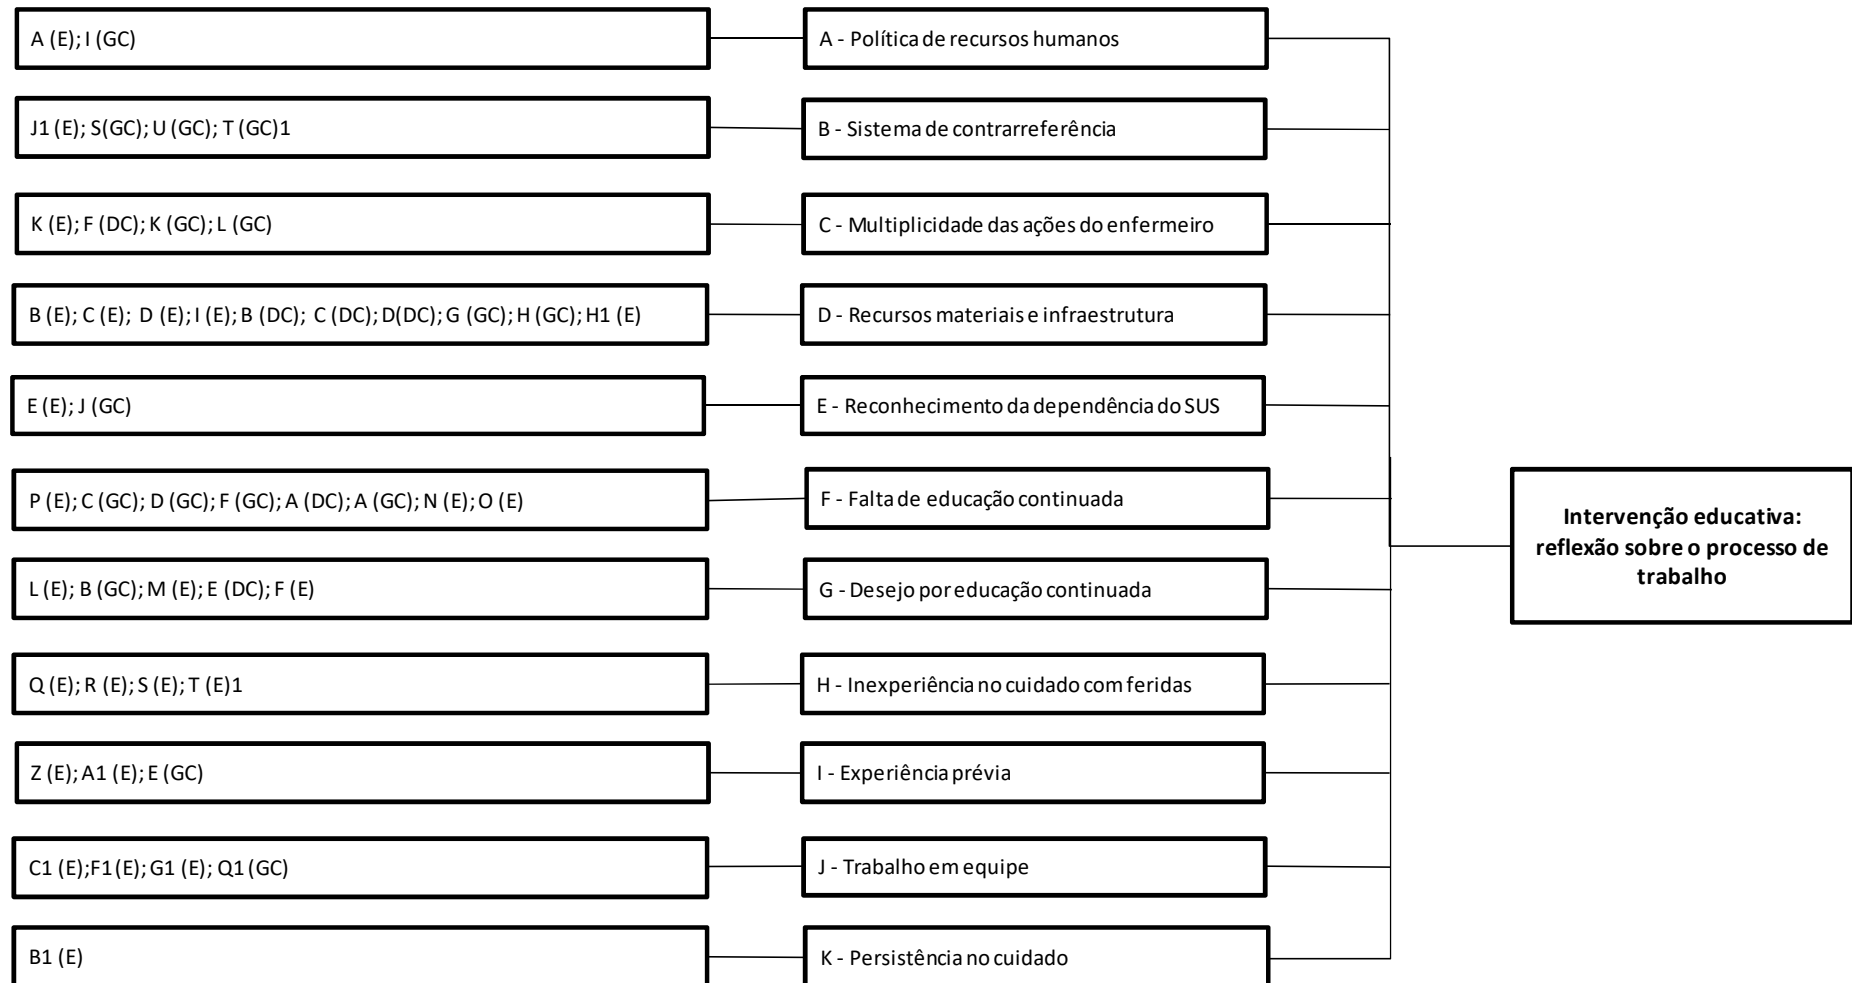 A (E); I (GC)
A - Política de recursos humanos
J1 (E); S(GC); U (GC); T (GC)1
B - Sistema de contrarreferência
K (E); F (DC); K (GC); L (GC)
C - Multiplicidade das ações do enfermeiro
B (E); C (E); D (E); I (E); B (DC); C (DC); D(DC); G (GC); H (GC); H1 (E)
D - Recursos materiais e infraestrutura
E (E); J (GC)
E - Reconhecimento da dependência do SUS
P (E); C (GC); D (GC); F (GC); A (DC); A (GC); N (E); O (E)
F - Falta de educação continuada
L (E); B (GC); M (E); E (DC); F (E)
G - Desejo por educação continuada
Q (E); R (E); S (E); T (E)1
H - Inexperiência no cuidado com feridas
Z (E); A1 (E); E (GC)
I - Experiência prévia
C1 (E);F1(E); G1 (E); Q1 (GC)
J - Trabalho em equipe
B1 (E)
K - Persistência no cuidado
Intervenção educativa:
reflexão sobre o processo de
trabalho